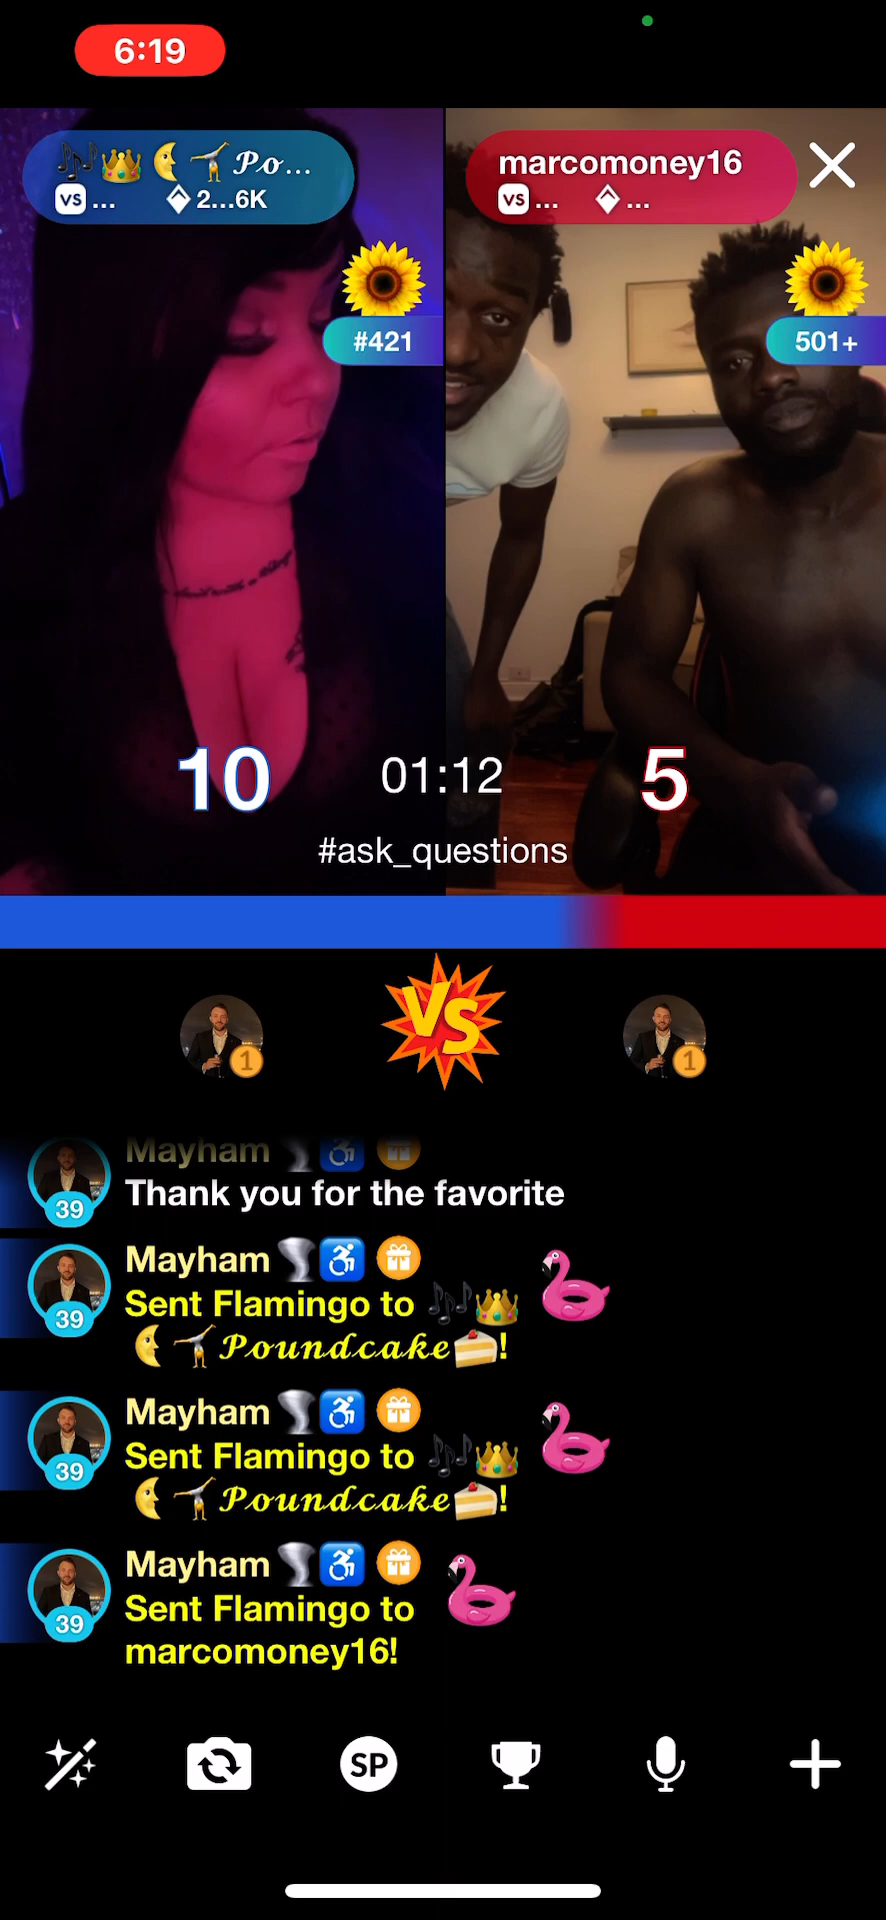 6:19
🎶👑🌛🤸𝓟𝓸...
VS ... 2...6K
marcomoney16
VS ... ...
#421
501+
10
01:12
5
#ask_questions
VS
1
1
Mayham🌪️♿
39
Thank you for the favorite
Mayham🌪️♿
Sent Flamingo to 🎶👑
39
🌛🤸𝓟𝓸𝓾𝓷𝓭𝓬𝓪𝓴𝓮🍰!
Mayham🌪️♿
Sent Flamingo to 🎶👑
39
🌛🤸𝓟𝓸𝓾𝓷𝓭𝓬𝓪𝓴𝓮🍰!
Mayham🌪️♿
Sent Flamingo to
39
marcomoney16!
SP